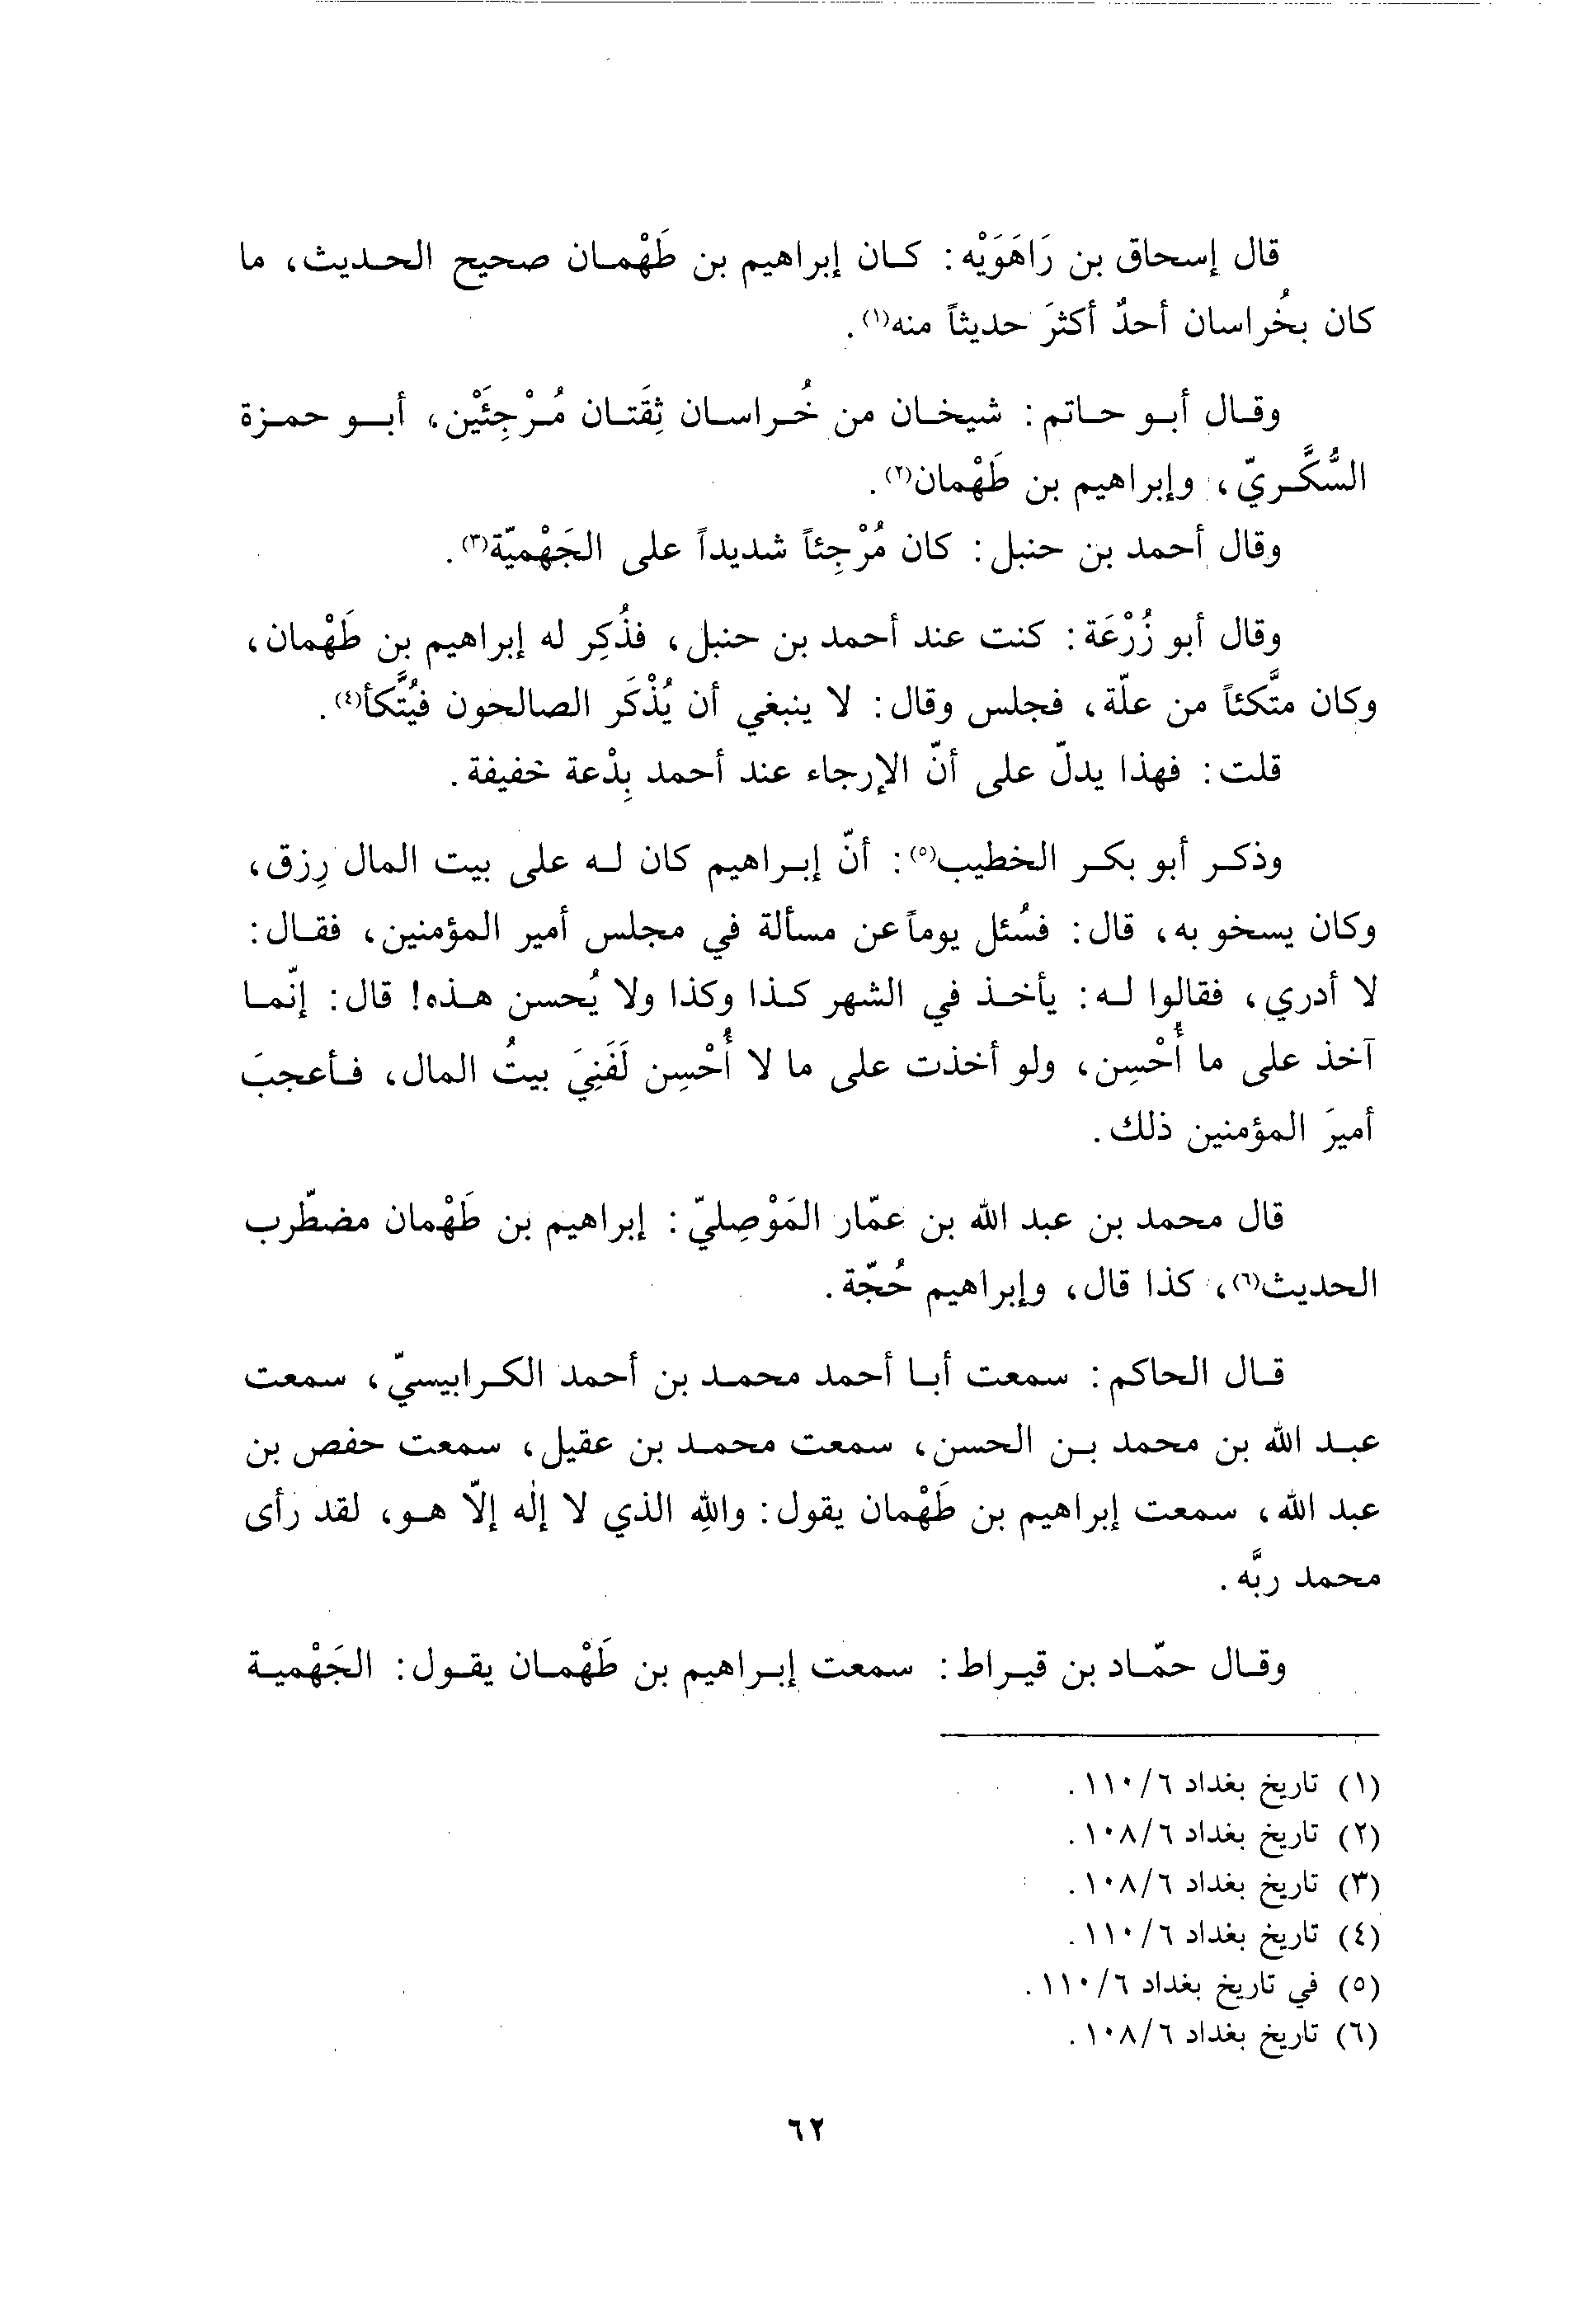 قال إسحاق بن رَاهَوَيْه: كان إبراهيم بن طَهْمان صحيح الحديث، ما
كان بخُراسان أحدٌ أكثرَ حديثاً منه(١).
وقال أبو حاتم: شيخان من خُراسان ثِقَتان مُرْجِئَيْن، أبو حمزة
السُّكَّريّ، وإبراهيم بن طَهْمان(٢).
وقال أحمد بن حنبل: كان مُرْجِئاً شديداً على الجَهْميّة(٣).
وقال أبو زُرْعَة: كنت عند أحمد بن حنبل، فذُكِر له إبراهيم بن طَهْمان،
وكان متَّكئاً من علّة، فجلس وقال: لا ينبغي أن يُذْكَر الصالحون فيُتَّكأ(٤).
قلت: فهذا يدلّ على أنّ الإرجاء عند أحمد بِدْعة خفيفة.
وذكر أبو بكر الخطيب(٥): أنّ إبراهيم كان له على بيت المال رِزق،
وكان يسخو به، قال: فسُئل يوماً عن مسألة في مجلس أمير المؤمنين، فقال:
لا أدري، فقالوا له: يأخذ في الشهر كذا وكذا ولا يُحسن هذه! قال: إنّما
آخذ على ما أُحْسِن، ولو أخذت على ما لا أُحْسِن لَفَنِيَ بيتُ المال، فأعجبَ
أميرَ المؤمنين ذلك.
قال محمد بن عبد الله بن عمّار المَوْصِليّ: إبراهيم بن طَهْمان مضطّرب
الحديث(٦)، كذا قال، وإبراهيم حُجّة.
قال الحاكم: سمعت أبا أحمد محمد بن أحمد الكرابيسيّ، سمعت
عبد الله بن محمد بن الحسن، سمعت محمد بن عقيل، سمعت حفص بن
عبد الله، سمعت إبراهيم بن طَهْمان يقول: واللهِ الذي لا إلٰه إلاّ هو، لقد رأى
محمد ربَّه.
وقال حمّاد بن قيراط: سمعت إبراهيم بن طَهْمان يقول: الجَهْمية
(١) تاريخ بغداد ٦/١١٠.
(٢) تاريخ بغداد ٦/١٠٨.
(٣) تاريخ بغداد ٦/١٠٨.
(٤) تاريخ بغداد ٦/١١٠.
(٥) في تاريخ بغداد ٦/١١٠.
(٦) تاريخ بغداد ٦/١٠٨.
٦٢